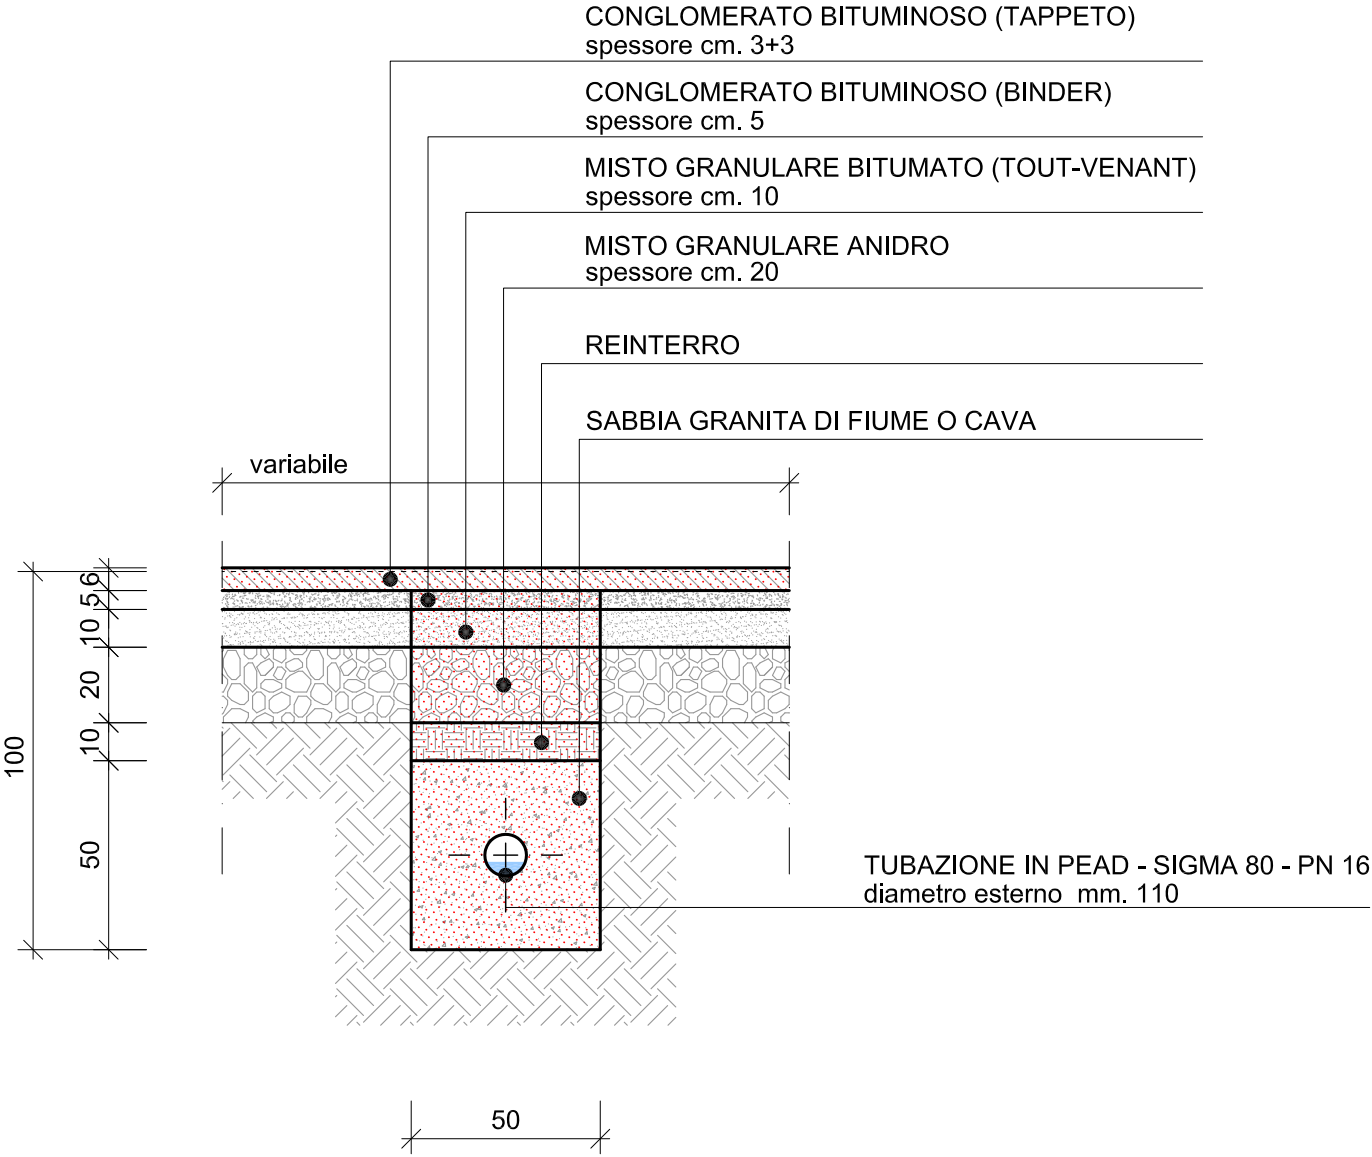 CONGLOMERATO BITUMINOSO (TAPPETO)
spessore cm. 3+3
CONGLOMERATO BITUMINOSO (BINDER)
spessore cm. 5
MISTO GRANULARE BITUMATO (TOUT-VENANT)
spessore cm. 10
MISTO GRANULARE ANIDRO
spessore cm. 20
REINTERRO
SABBIA GRANITA DI FIUME O CAVA
variabile
6
5
10
20
10
50
100
TUBAZIONE IN PEAD - SIGMA 80 - PN 16
diametro esterno mm. 110
50